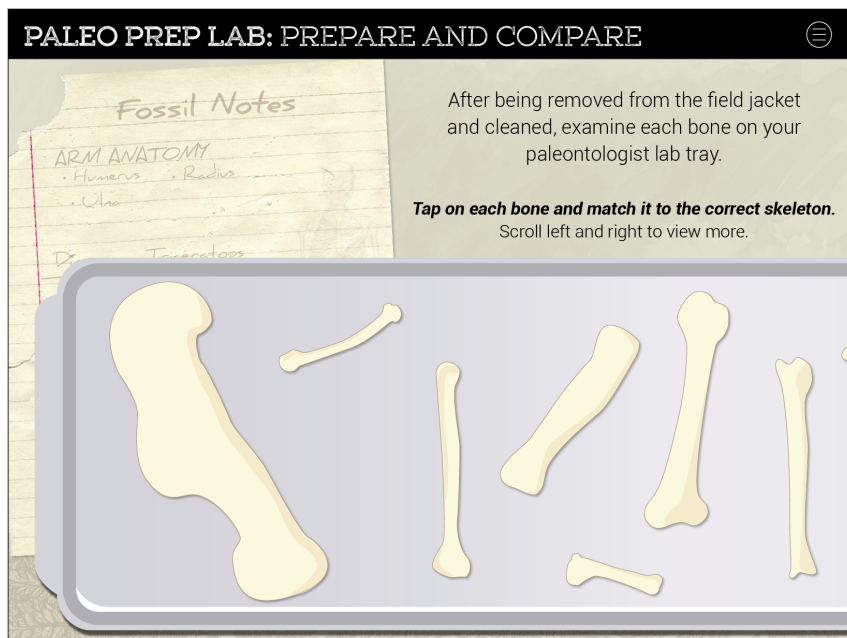 PALEO PREP LAB: PREPARE AND COMPARE
Fossil Notes
ARM ANATOMY
• Humerus • Radius
• Ulna
Triceratops
After being removed from the field jacket
and cleaned, examine each bone on your
paleontologist lab tray.
Tap on each bone and match it to the correct skeleton.
Scroll left and right to view more.